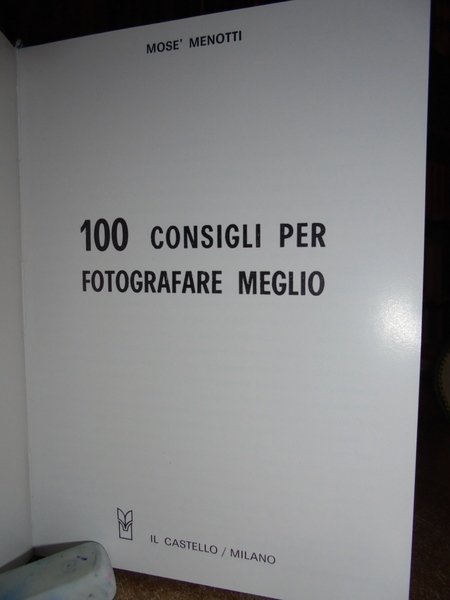 MOSE' MENOTTI
100 CONSIGLI PER
FOTOGRAFARE MEGLIO
IL CASTELLO / MILANO